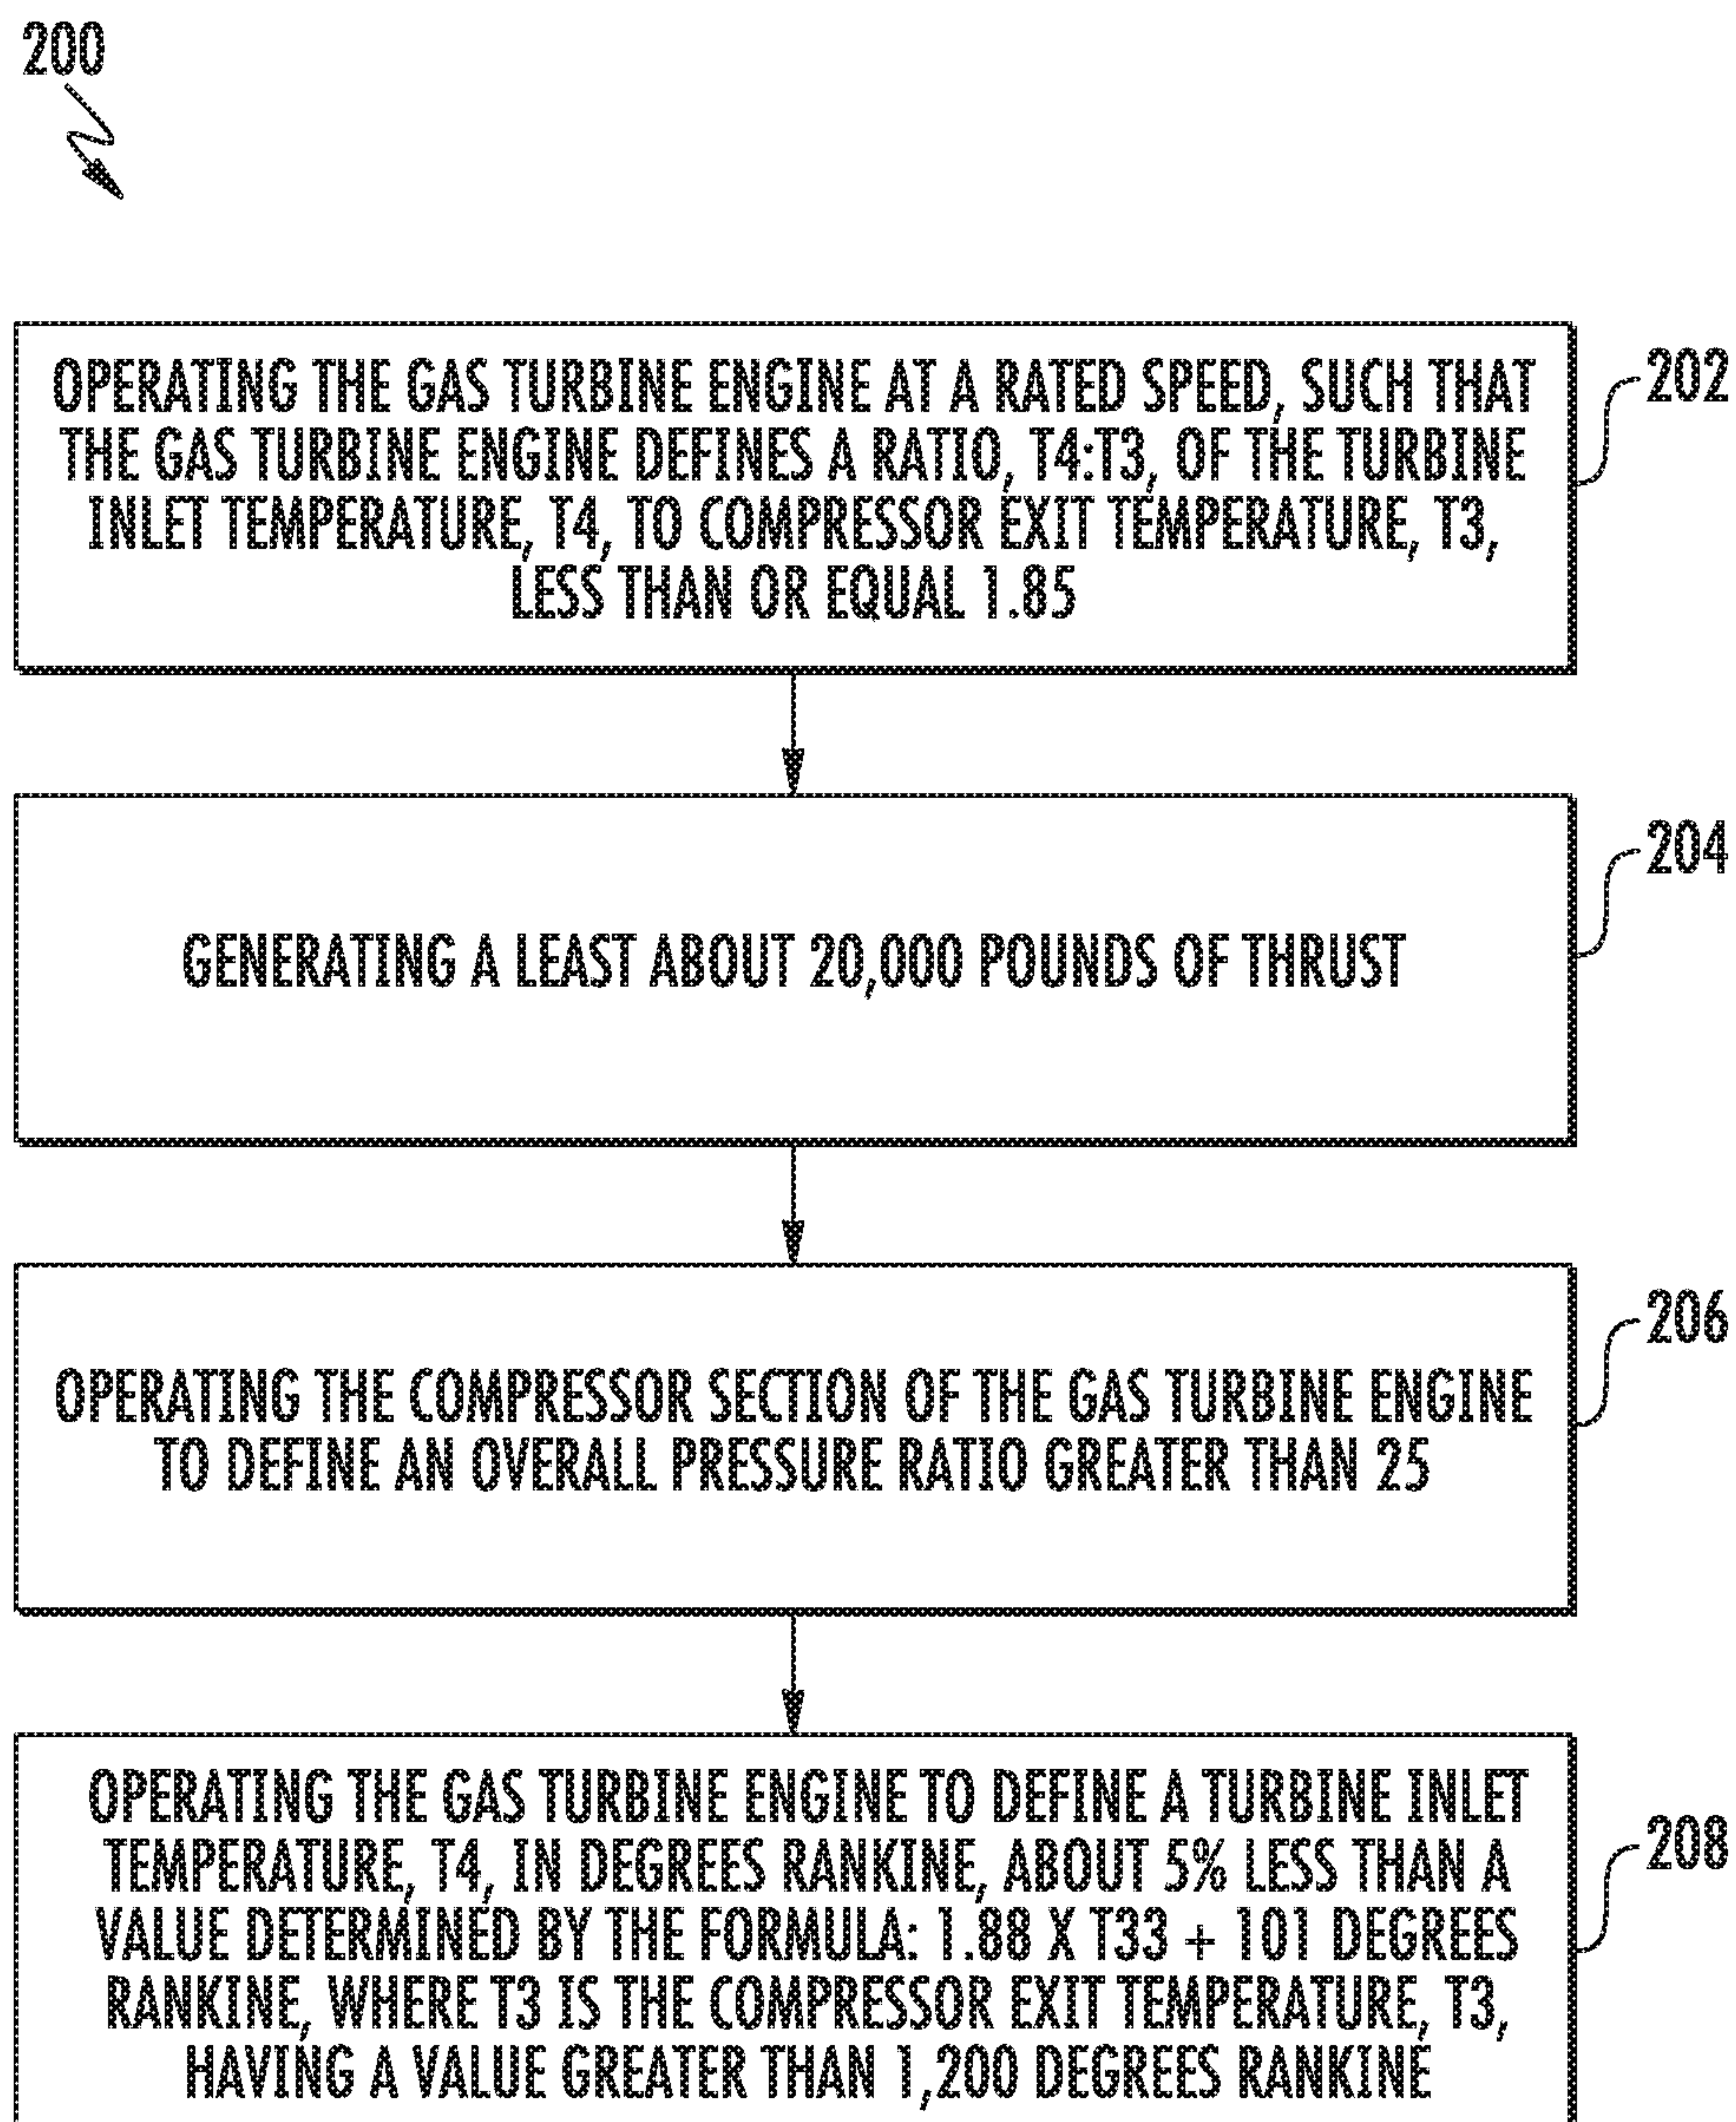 200
OPERATING THE GAS TURBINE ENGINE AT A RATED SPEED, SUCH THAT
THE GAS TURBINE ENGINE DEFINES A RATIO, T4:T3, OF THE TURBINE
INLET TEMPERATURE, T4, TO COMPRESSOR EXIT TEMPERATURE, T3,
LESS THAN OR EQUAL 1.85
202
GENERATING A LEAST ABOUT 20,000 POUNDS OF THRUST
204
OPERATING THE COMPRESSOR SECTION OF THE GAS TURBINE ENGINE
TO DEFINE AN OVERALL PRESSURE RATIO GREATER THAN 25
206
OPERATING THE GAS TURBINE ENGINE TO DEFINE A TURBINE INLET
TEMPERATURE, T4, IN DEGREES RANKINE, ABOUT 5% LESS THAN A
VALUE DETERMINED BY THE FORMULA: 1.88 X T33 + 101 DEGREES
RANKINE, WHERE T3 IS THE COMPRESSOR EXIT TEMPERATURE, T3,
HAVING A VALUE GREATER THAN 1,200 DEGREES RANKINE
208